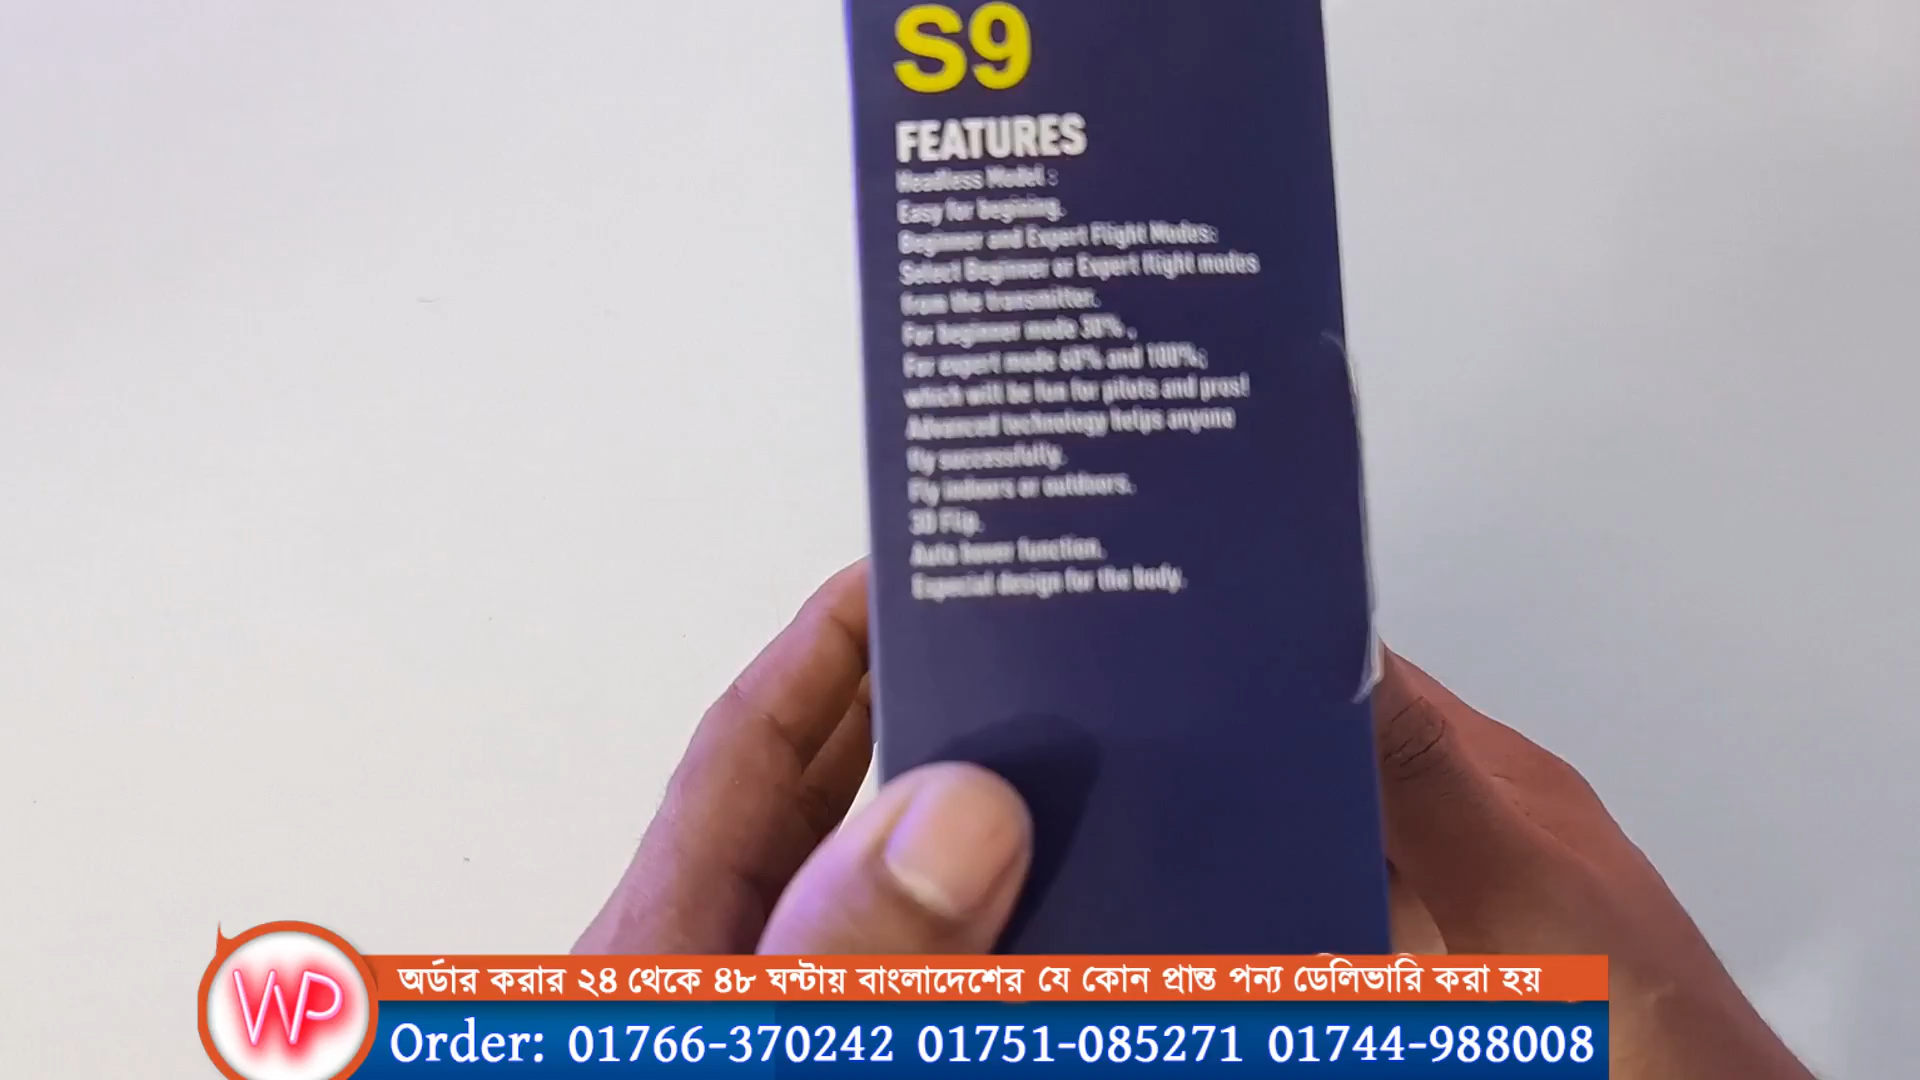 S9
FEATURES
Headless Model :
Easy for begining.
Beginner and Expert Flight Modes:
Select Beginner or Expert flight modes
from the transmitter.
For beginner mode 30% .
For expert mode 60% and 100%;
which will be fun for pilots and pros!
Advanced technology helps anyone
fly successfully.
Fly indoors or outdoors.
3D Flip.
Auto hover function.
Especial design for the body.
WP
অর্ডার করার ২৪ থেকে ৪৮ ঘন্টায় বাংলাদেশের যে কোন প্রান্ত পন্য ডেলিভারি করা হয়
Order: 01766-370242 01751-085271 01744-988008